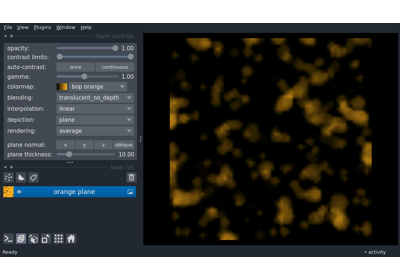 File View Plugins Window Help
layer controls
opacity: 1.00
contrast limits:
auto-contrast: once continuous
gamma: 1.00
colormap: bop orange
blending: translucent_no_depth
interpolation: linear
depiction: plane
rendering: average
plane normal: x y z oblique
plane thickness: 10.00
layer list
orange plane
Ready activity